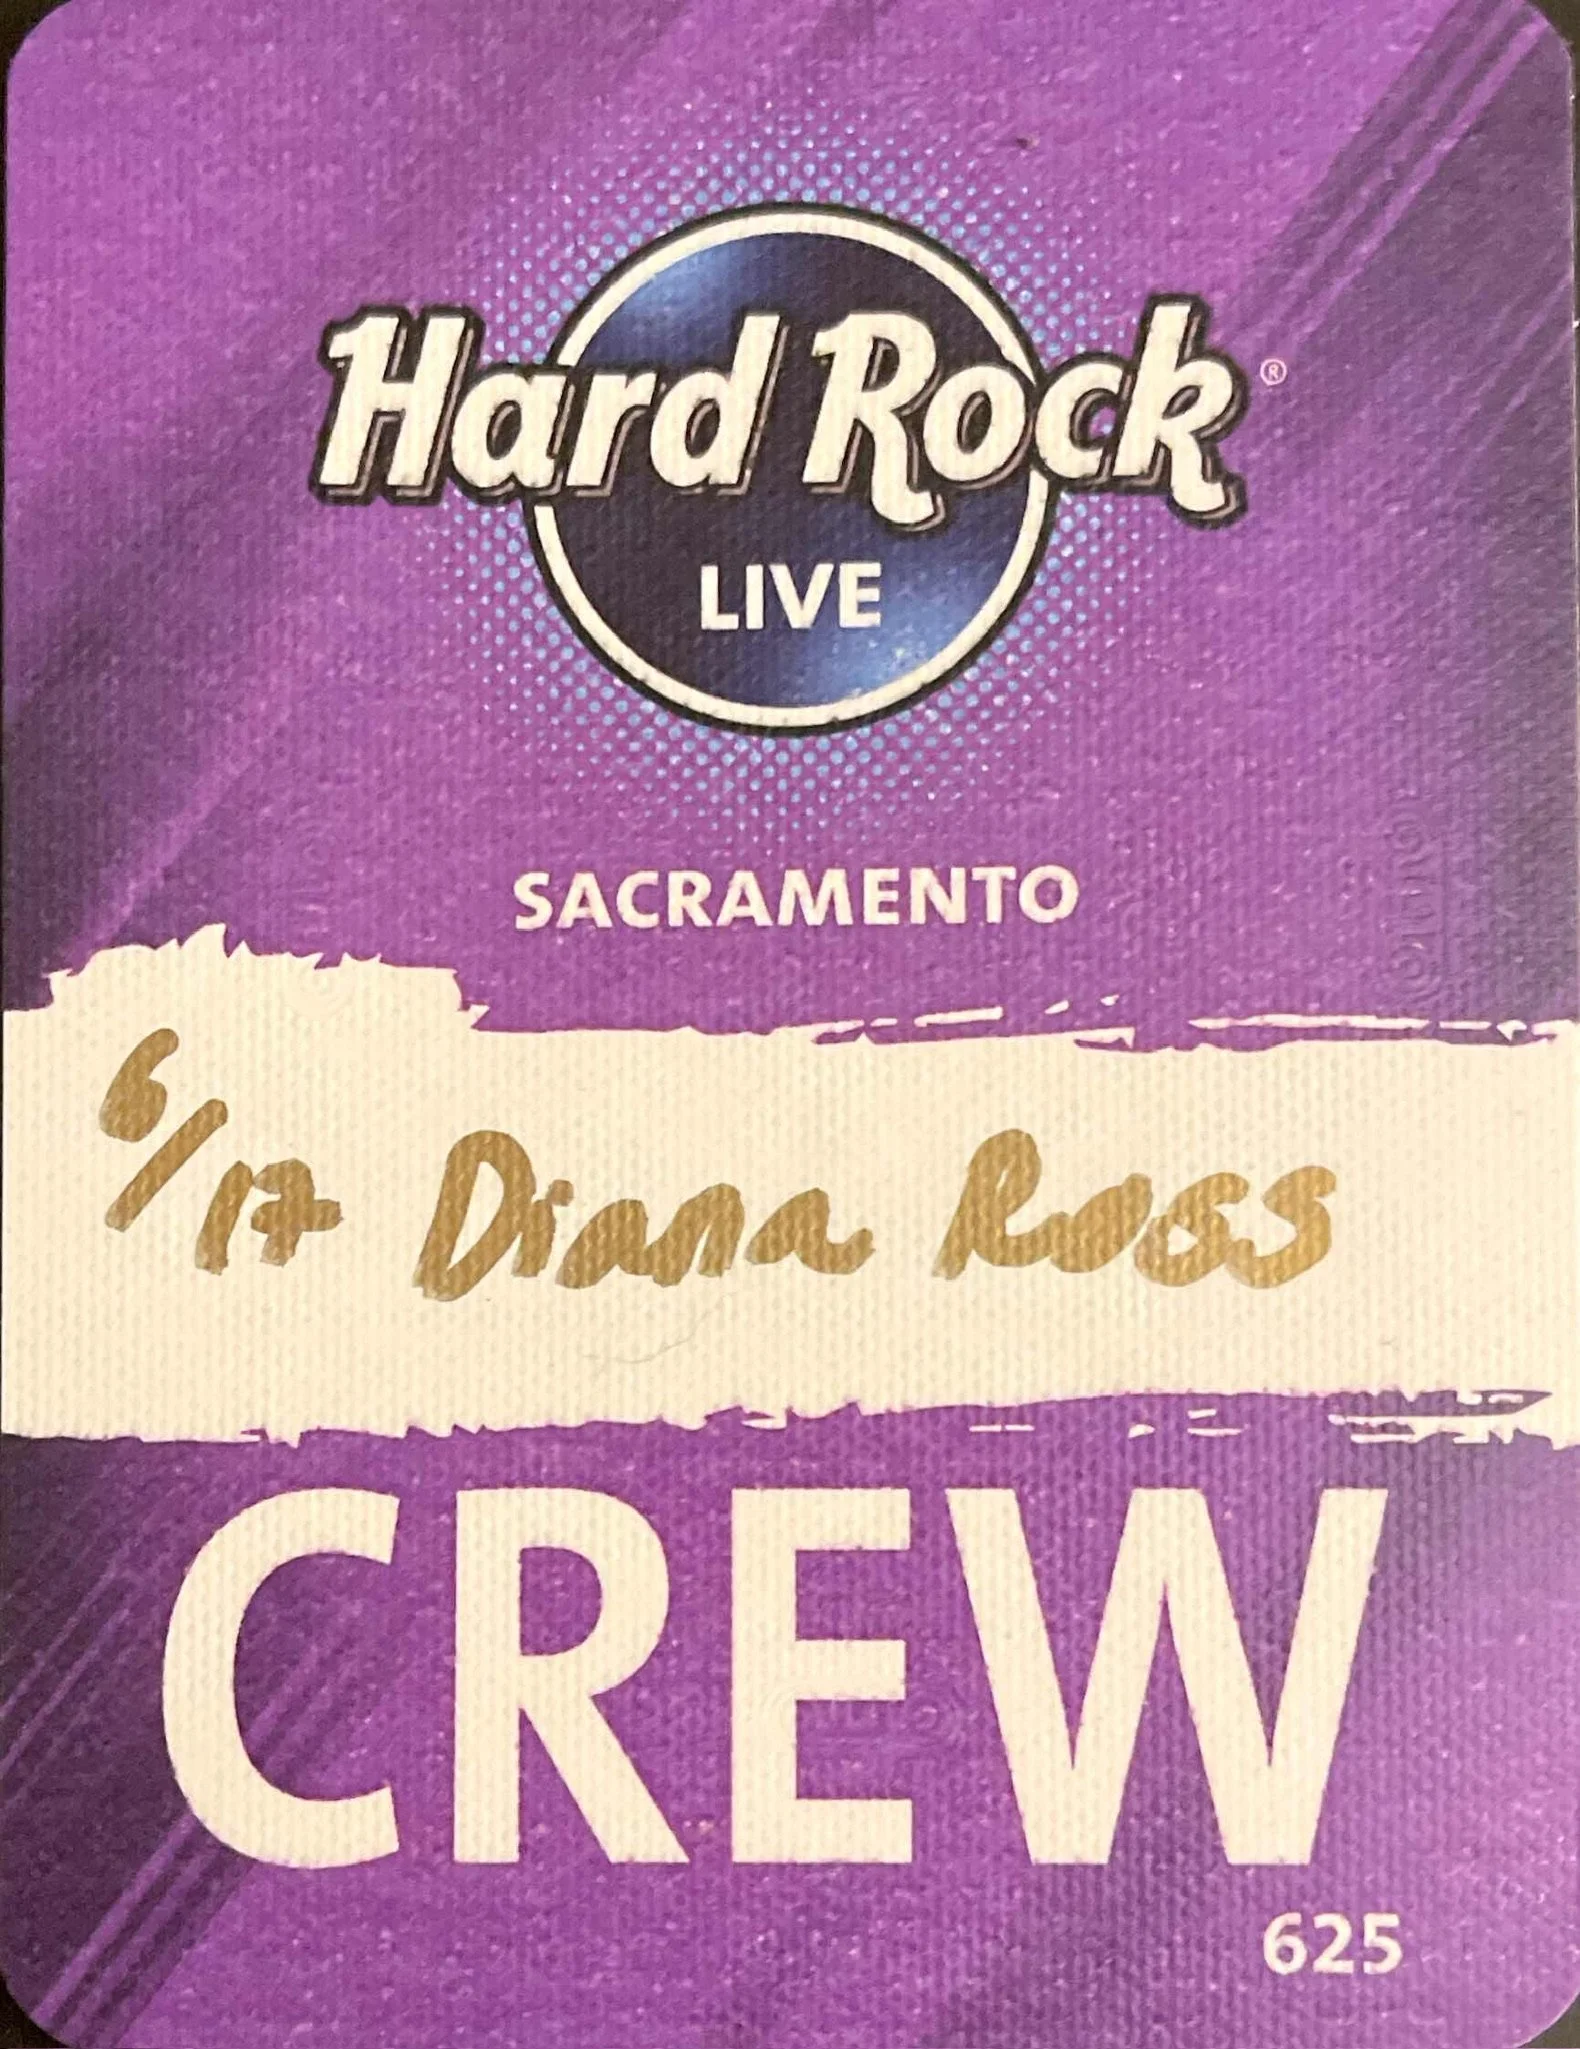 Hard Rock ®
LIVE
SACRAMENTO
6/17 Diana Ross
CREW
625